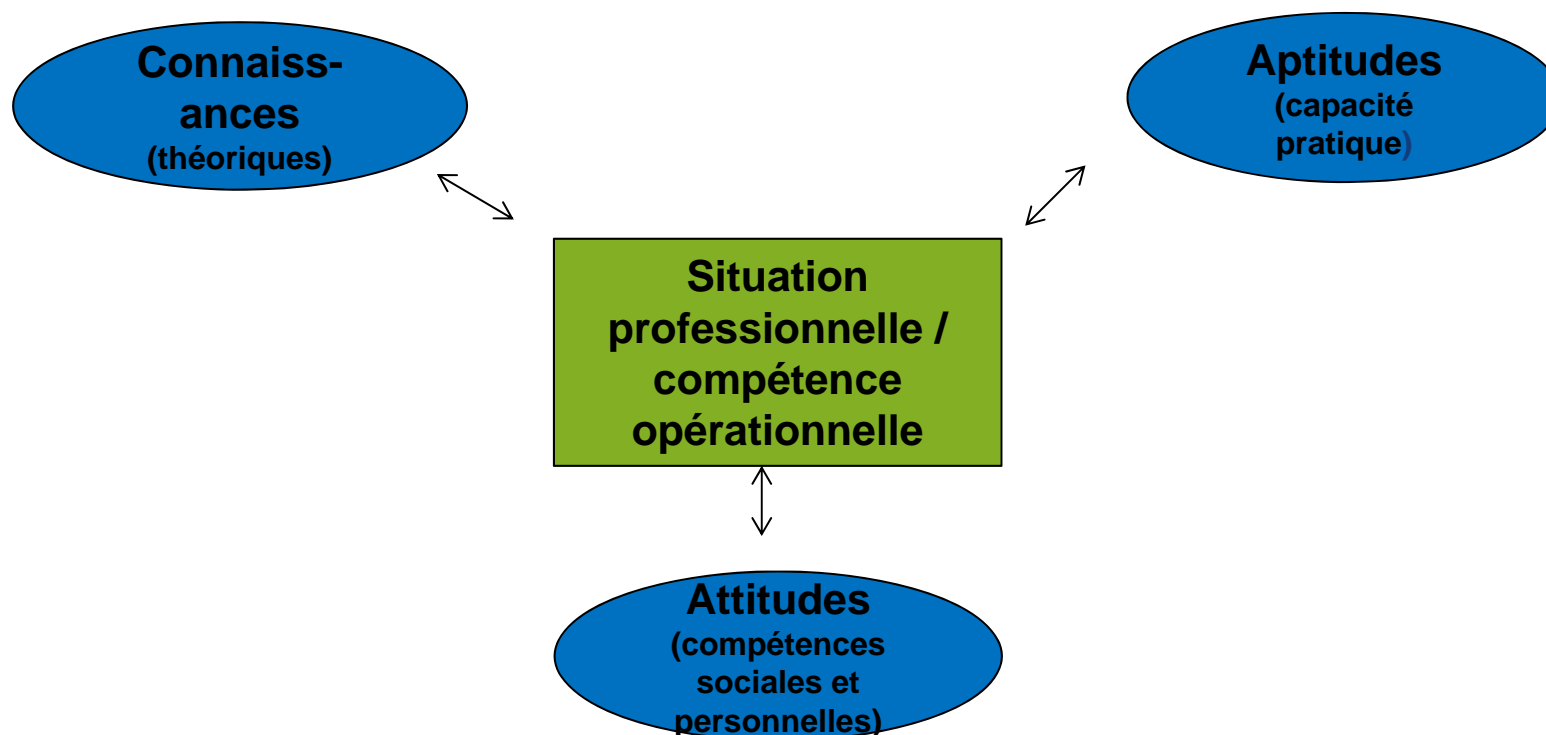 Connaiss-
ances
(théoriques)
Aptitudes
(capacité
pratique)
Situation
professionnelle /
compétence
opérationnelle
Attitudes
(compétences
sociales et
personnelles)